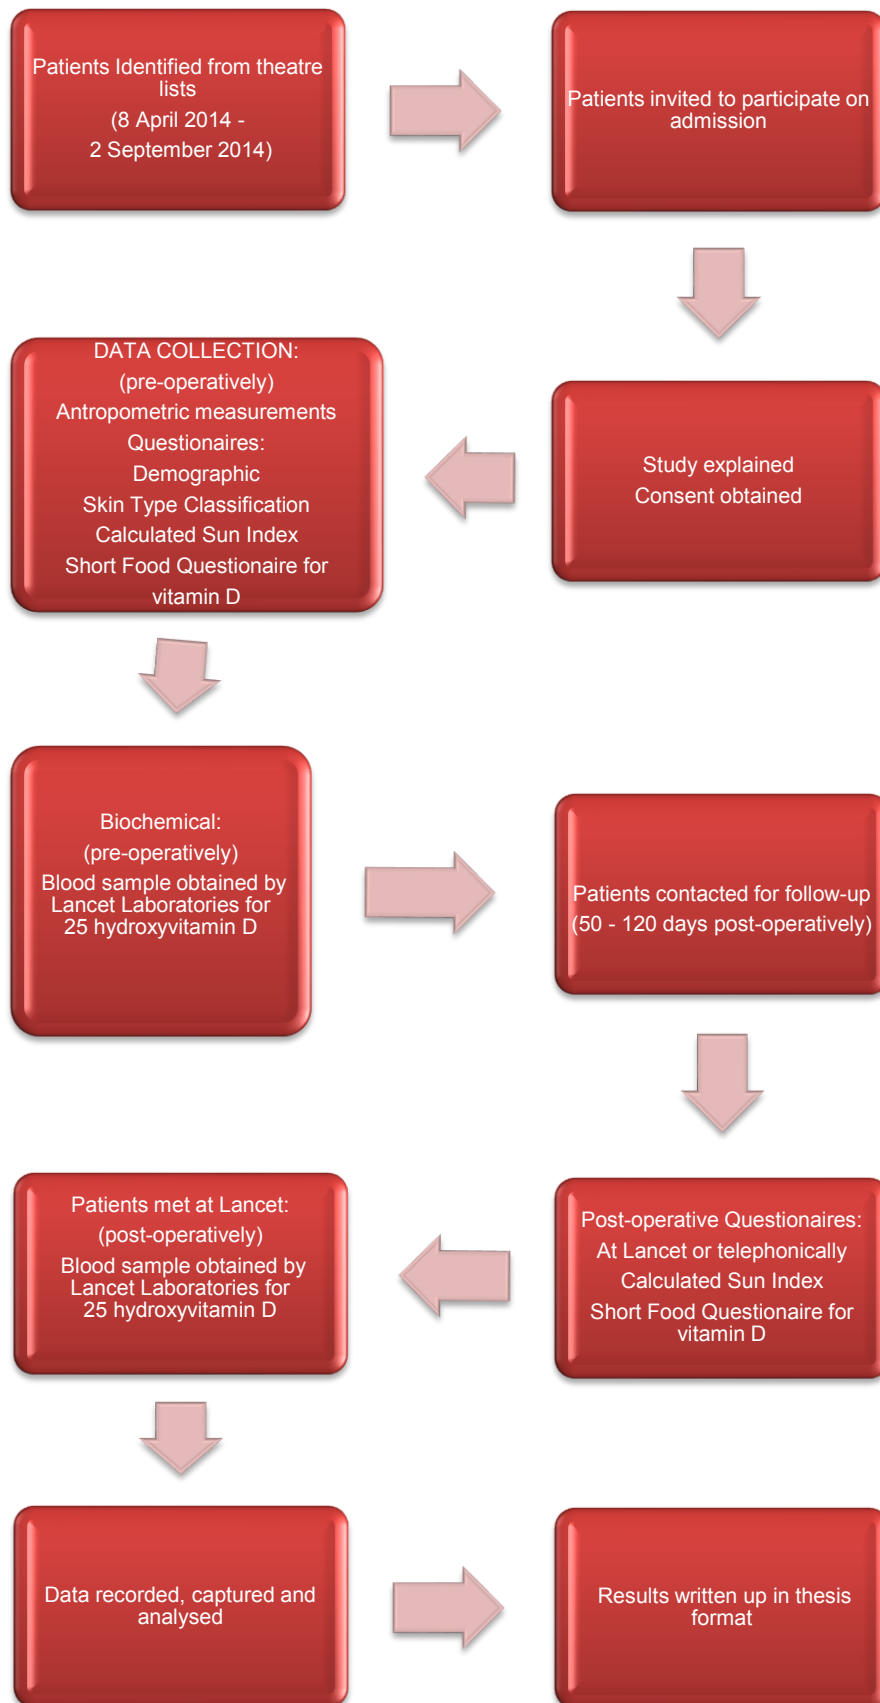 Patients Identified from theatre
lists
(8 April 2014 -
2 September 2014)
Patients invited to participate on
admission
Study explained
Consent obtained
DATA COLLECTION:
(pre-operatively)
Antropometric measurements
Questionaires:
Demographic
Skin Type Classification
Calculated Sun Index
Short Food Questionaire for
vitamin D
Biochemical:
(pre-operatively)
Blood sample obtained by
Lancet Laboratories for
25 hydroxyvitamin D
Patients contacted for follow-up
(50 - 120 days post-operatively)
Post-operative Questionaires:
At Lancet or telephonically
Calculated Sun Index
Short Food Questionaire for
vitamin D
Patients met at Lancet:
(post-operatively)
Blood sample obtained by
Lancet Laboratories for
25 hydroxyvitamin D
Data recorded, captured and
analysed
Results written up in thesis
format